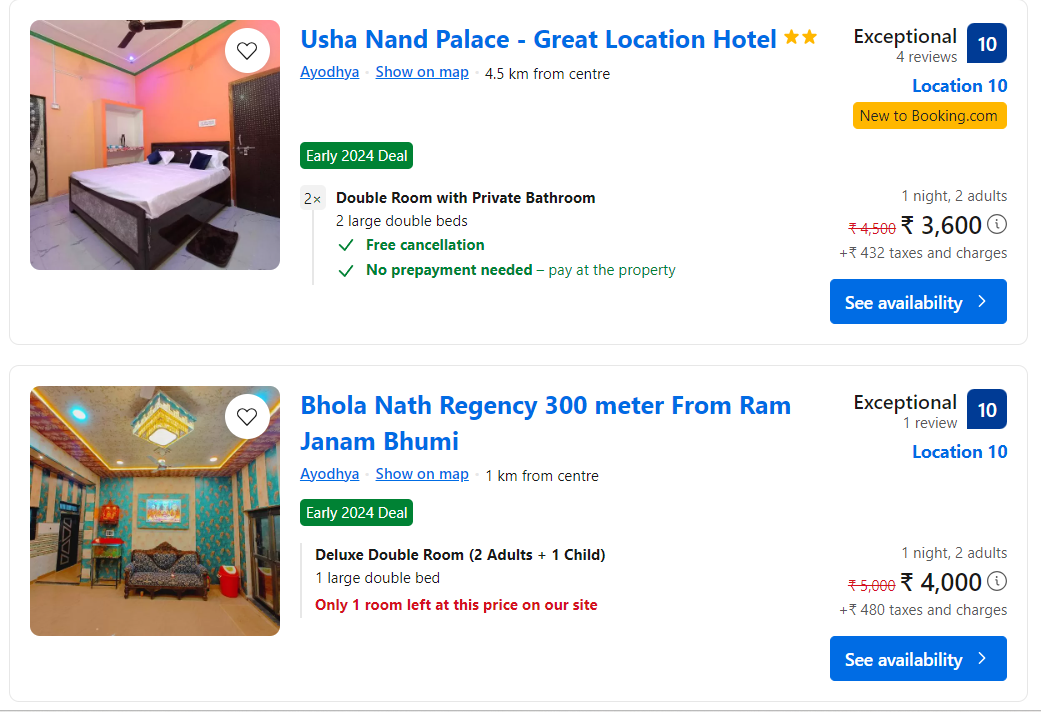 Usha Nand Palace - Great Location Hotel
Exceptional
4 reviews
10
Ayodhya · Show on map · 4.5 km from centre
Location 10
New to Booking.com
Early 2024 Deal
2× Double Room with Private Bathroom
2 large double beds
Free cancellation
No prepayment needed – pay at the property
1 night, 2 adults
₹ 4,500 ₹ 3,600
+₹ 432 taxes and charges
See availability
Bhola Nath Regency 300 meter From Ram
Janam Bhumi
Exceptional
1 review
10
Ayodhya · Show on map · 1 km from centre
Location 10
Early 2024 Deal
Deluxe Double Room (2 Adults + 1 Child)
1 large double bed
Only 1 room left at this price on our site
1 night, 2 adults
₹ 5,000 ₹ 4,000
+₹ 480 taxes and charges
See availability